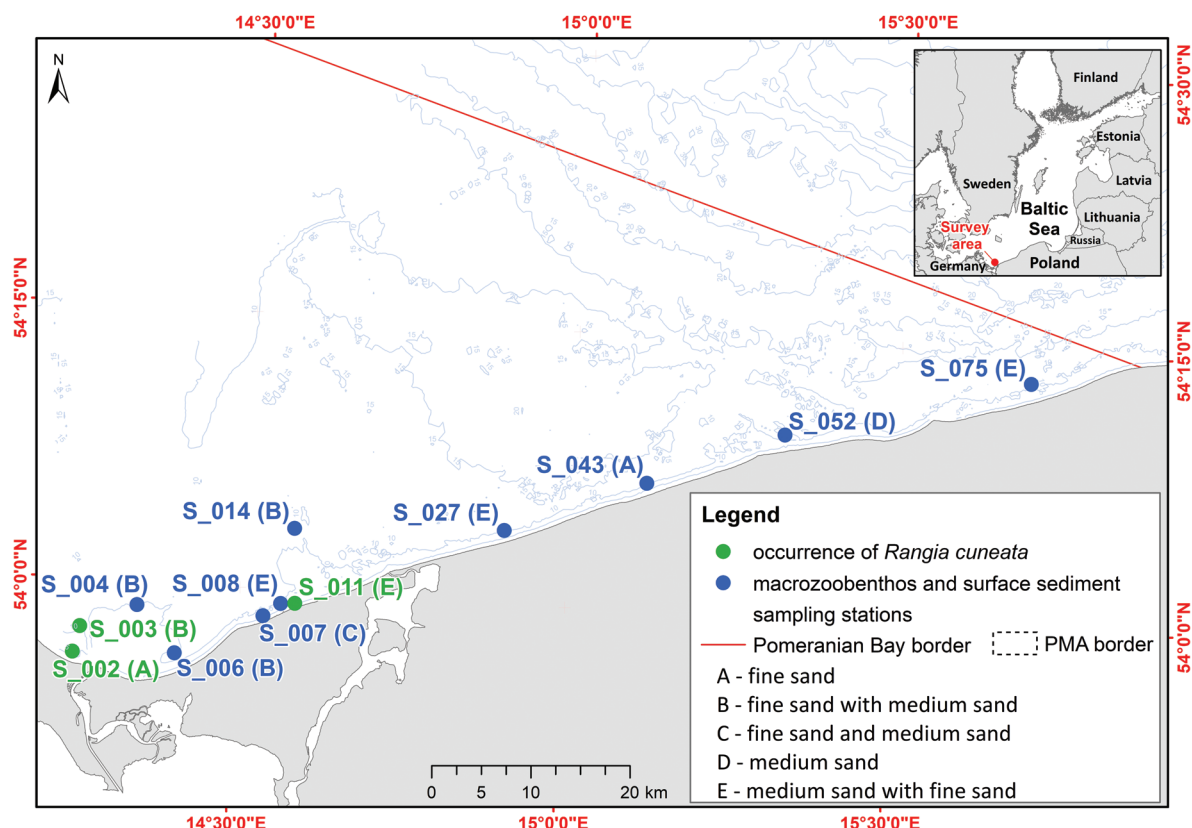 14°30'0"E
15°0'0"E
15°30'0"E
N
54°30'0"N
Finland
Estonia
Sweden
Latvia
Baltic
Sea
Lithuania
Survey
area
Russia
Germany
Poland
54°15'0"N
54°15'0"N
S_075 (E)
S_052 (D)
S_043 (A)
S_014 (B)
S_027 (E)
54°0'0"N
S_004 (B)
S_008 (E)
S_011 (E)
S_003 (B)
S_007 (C)
S_002 (A)
S_006 (B)
54°0'0"N
Legend
occurrence of Rangia cuneata
macrozoobenthos and surface sediment
sampling stations
Pomeranian Bay border
PMA border
A - fine sand
B - fine sand with medium sand
C - fine sand and medium sand
D - medium sand
E - medium sand with fine sand
0 5 10 20 km
14°30'0"E
15°0'0"E
15°30'0"E